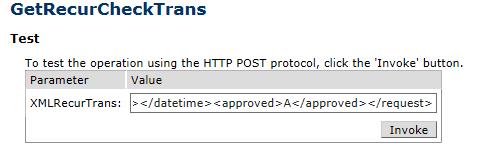 GetRecurCheckTrans
Test
To test the operation using the HTTP POST protocol, click the 'Invoke' button.
Parameter Value
XMLRecurTrans: ></datetime><approved>A</approved></request>
Invoke